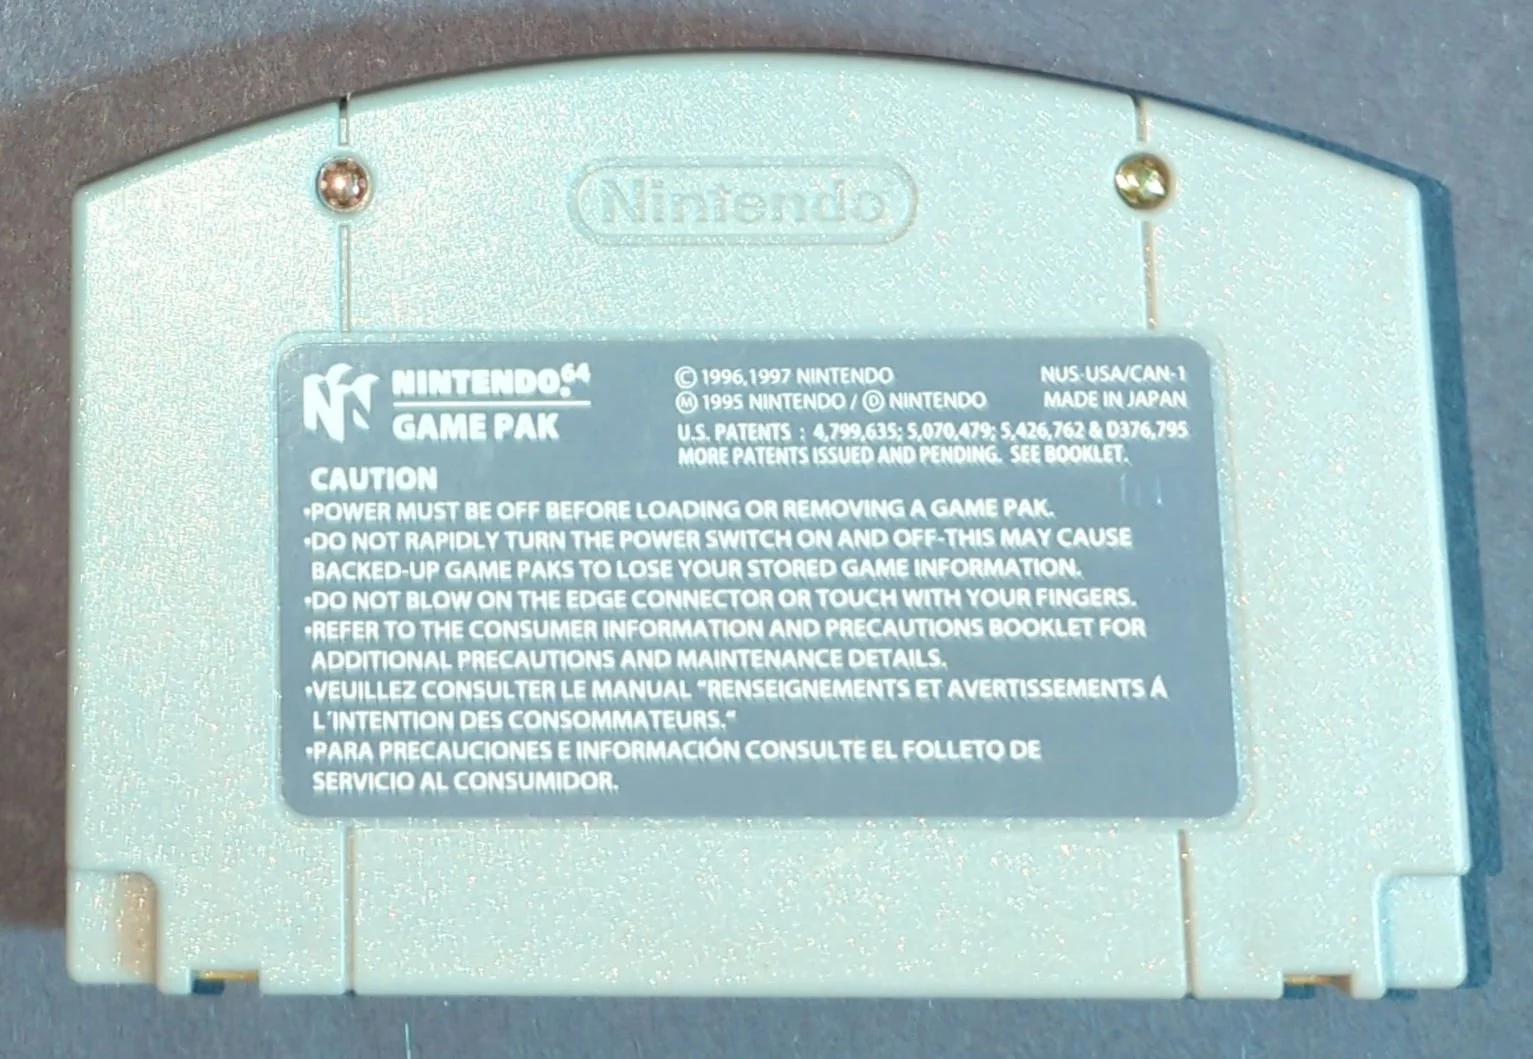 Nintendo
NINTENDO.64
GAME PAK
© 1996,1997 NINTENDO
Ⓜ 1995 NINTENDO / Ⓓ NINTENDO
NUS-USA/CAN-1
MADE IN JAPAN
U.S. PATENTS : 4,799,635; 5,070,479; 5,426,762 & D376,795
MORE PATENTS ISSUED AND PENDING. SEE BOOKLET.
CAUTION
•POWER MUST BE OFF BEFORE LOADING OR REMOVING A GAME PAK.
•DO NOT RAPIDLY TURN THE POWER SWITCH ON AND OFF-THIS MAY CAUSE
BACKED-UP GAME PAKS TO LOSE YOUR STORED GAME INFORMATION.
•DO NOT BLOW ON THE EDGE CONNECTOR OR TOUCH WITH YOUR FINGERS.
•REFER TO THE CONSUMER INFORMATION AND PRECAUTIONS BOOKLET FOR
ADDITIONAL PRECAUTIONS AND MAINTENANCE DETAILS.
•VEUILLEZ CONSULTER LE MANUAL "RENSEIGNEMENTS ET AVERTISSEMENTS Á
L'INTENTION DES CONSOMMATEURS."
•PARA PRECAUCIONES E INFORMACIÓN CONSULTE EL FOLLETO DE
SERVICIO AL CONSUMIDOR.